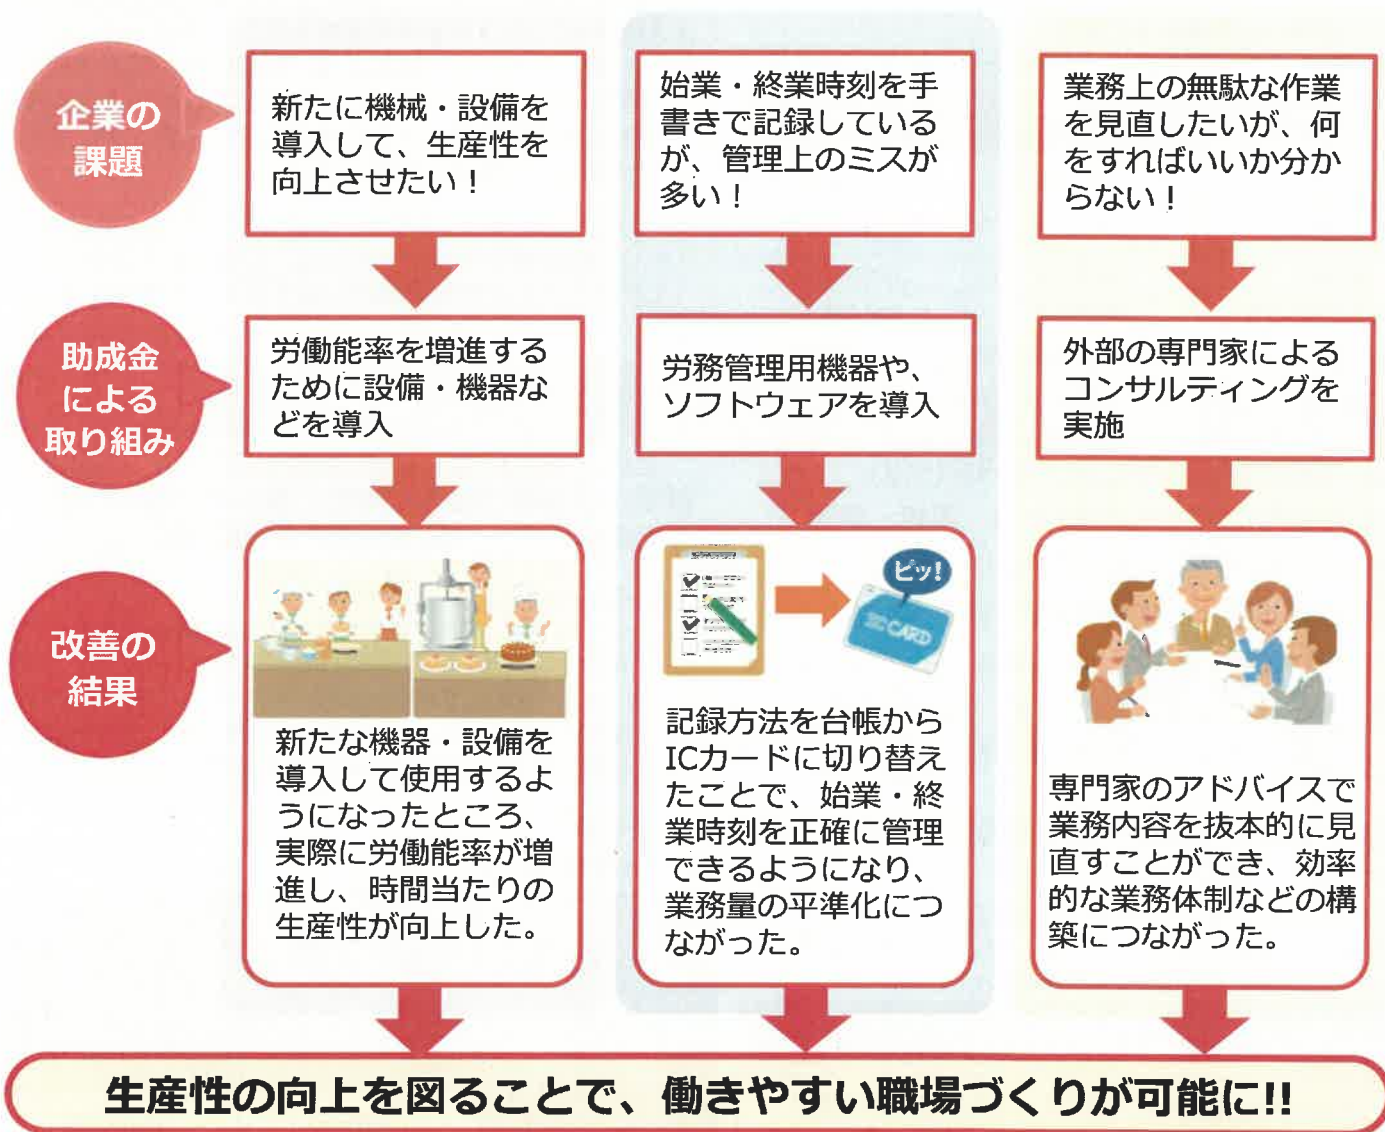 企業の
課題
新たに機械・設備を
導入して、生産性を
向上させたい！
始業・終業時刻を手
書きで記録している
が、管理上のミスが
多い！
業務上の無駄な作業
を見直したいが、何
をすればいいか分か
らない！
助成金
による
取り組み
労働能率を増進する
ために設備・機器な
どを導入
労務管理用機器や、
ソフトウェアを導入
外部の専門家による
コンサルティングを
実施
改善の
結果
新たな機器・設備を
導入して使用するよ
うになったところ、
実際に労働能率が増
進し、時間当たりの
生産性が向上した。
ピッ!
IC CARD
記録方法を台帳から
ICカードに切り替え
たことで、始業・終
業時刻を正確に管理
できるようになり、
業務量の平準化につ
ながった。
専門家のアドバイスで
業務内容を抜本的に見
直すことができ、効率
的な業務体制などの構
築につながった。
生産性の向上を図ることで、働きやすい職場づくりが可能に!!